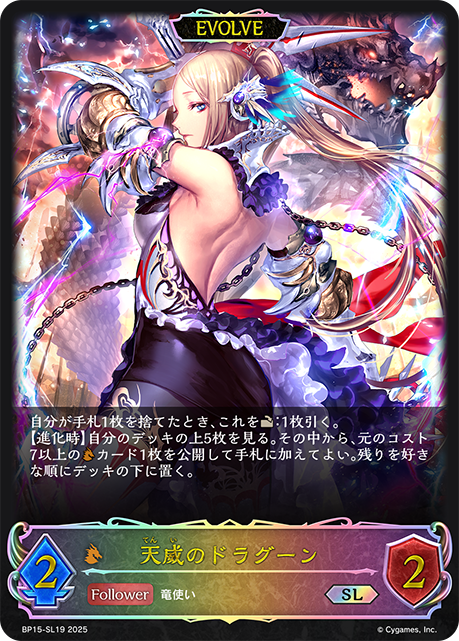 EVOLVE
自分が手札1枚を捨てたとき、これを：1枚引く。
【進化時】自分のデッキの上5枚を見る。その中から、元のコスト
7以上のカード1枚を公開して手札に加えてよい。残りを好き
な順にデッキの下に置く。
てんい
天威のドラグーン
2
Follower 竜使い
SL
2
BP15-SL19 2025
© Cygames, Inc.